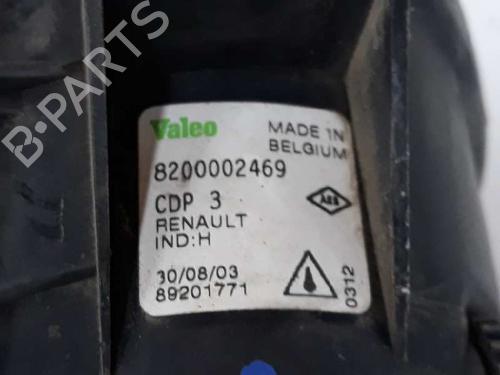 B-PARTS
Valeo
MADE IN
BELGIUM
8200002469
CDP 3
RENAULT
IND:H
30/08/03
89201771
0312